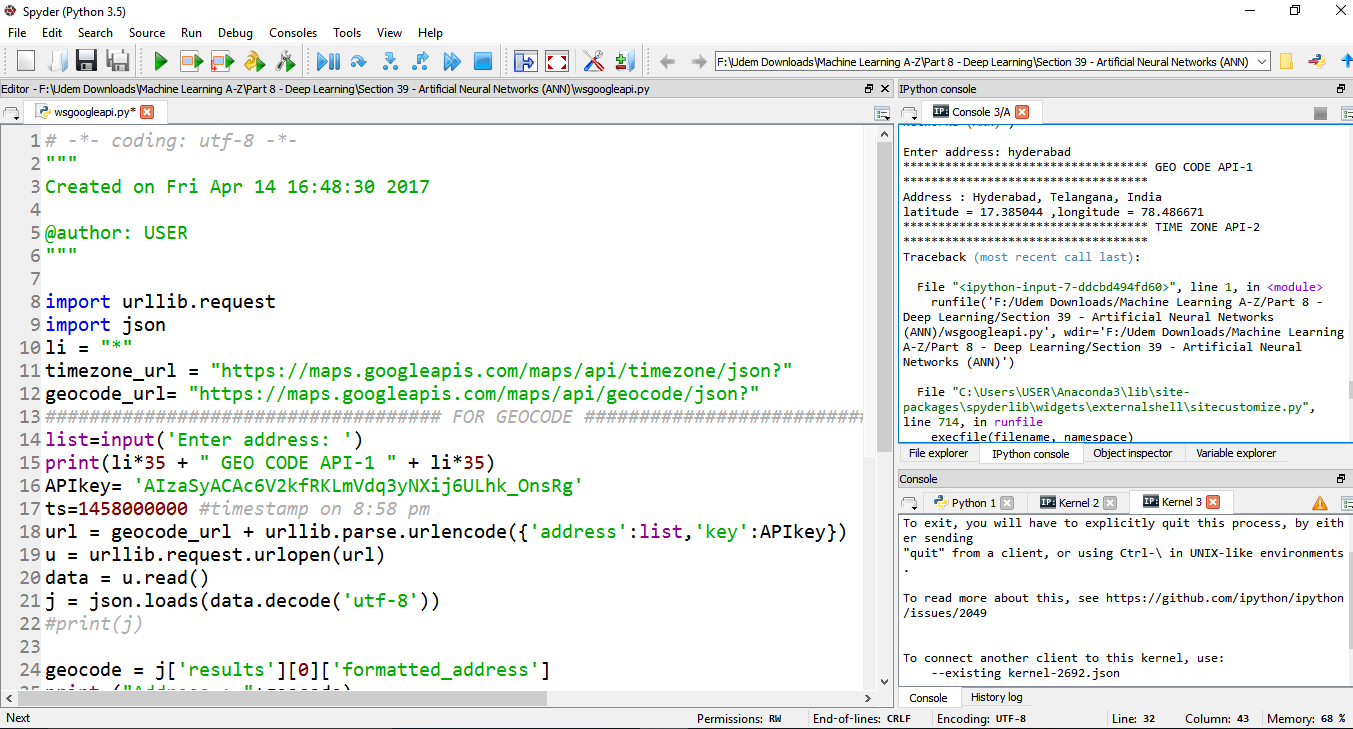 Spyder (Python 3.5)
File Edit Search Source Run Debug Consoles Tools View Help
F:\Udem Downloads\Machine Learning A-Z\Part 8 - Deep Learning\Section 39 - Artificial Neural Networks (ANN)
Editor - F:\Udem Downloads\Machine Learning A-Z\Part 8 - Deep Learning\Section 39 - Artificial Neural Networks (ANN)\wsgoogleapi.py
wsgoogleapi.py*
1 # -*- coding: utf-8 -*-
2 """
3 Created on Fri Apr 14 16:48:30 2017
4
5 @author: USER
6 """
7
8 import urllib.request
9 import json
10 li = "*"
11 timezone_url = "https://maps.googleapis.com/maps/api/timezone/json?"
12 geocode_url= "https://maps.googleapis.com/maps/api/geocode/json?"
13 #################################### FOR GEOCODE ##########################
14 list=input('Enter address: ')
15 print(li*35 + " GEO CODE API-1 " + li*35)
16 APIkey= 'AIzaSyACAc6V2kfRKLmVdq3yNXij6ULhk_OnsRg'
17 ts=1458000000 #timestamp on 8:58 pm
18 url = geocode_url + urllib.parse.urlencode({'address':list,'key':APIkey})
19 u = urllib.request.urlopen(url)
20 data = u.read()
21 j = json.loads(data.decode('utf-8'))
22 #print(j)
23
24 geocode = j['results'][0]['formatted_address']
25 print ("Address : "+geocode)
IPython console
Console 3/A
Networks (ANN)')
Enter address: hyderabad
*********************************** GEO CODE API-1
***********************************
Address : Hyderabad, Telangana, India
latitude = 17.385044 ,longitude = 78.486671
*********************************** TIME ZONE API-2
***********************************
Traceback (most recent call last):
File "<ipython-input-7-ddcbd494fd60>", line 1, in <module>
runfile('F:/Udem Downloads/Machine Learning A-Z/Part 8 -
Deep Learning/Section 39 - Artificial Neural Networks
(ANN)/wsgoogleapi.py', wdir='F:/Udem Downloads/Machine Learning
A-Z/Part 8 - Deep Learning/Section 39 - Artificial Neural
Networks (ANN)')
File "C:\Users\USER\Anaconda3\lib\site-
packages\spyderlib\widgets\externalshell\sitecustomize.py",
line 714, in runfile
execfile(filename, namespace)
File explorer IPython console Object inspector Variable explorer
Console
Python 1 IP: Kernel 2 IP: Kernel 3
To exit, you will have to explicitly quit this process, by eith
er sending
"quit" from a client, or using Ctrl-\ in UNIX-like environments
.
To read more about this, see https://github.com/ipython/ipython
/issues/2049
To connect another client to this kernel, use:
--existing kernel-2692.json
Console History log
Next Permissions: RW End-of-lines: CRLF Encoding: UTF-8 Line: 32 Column: 43 Memory: 68 %